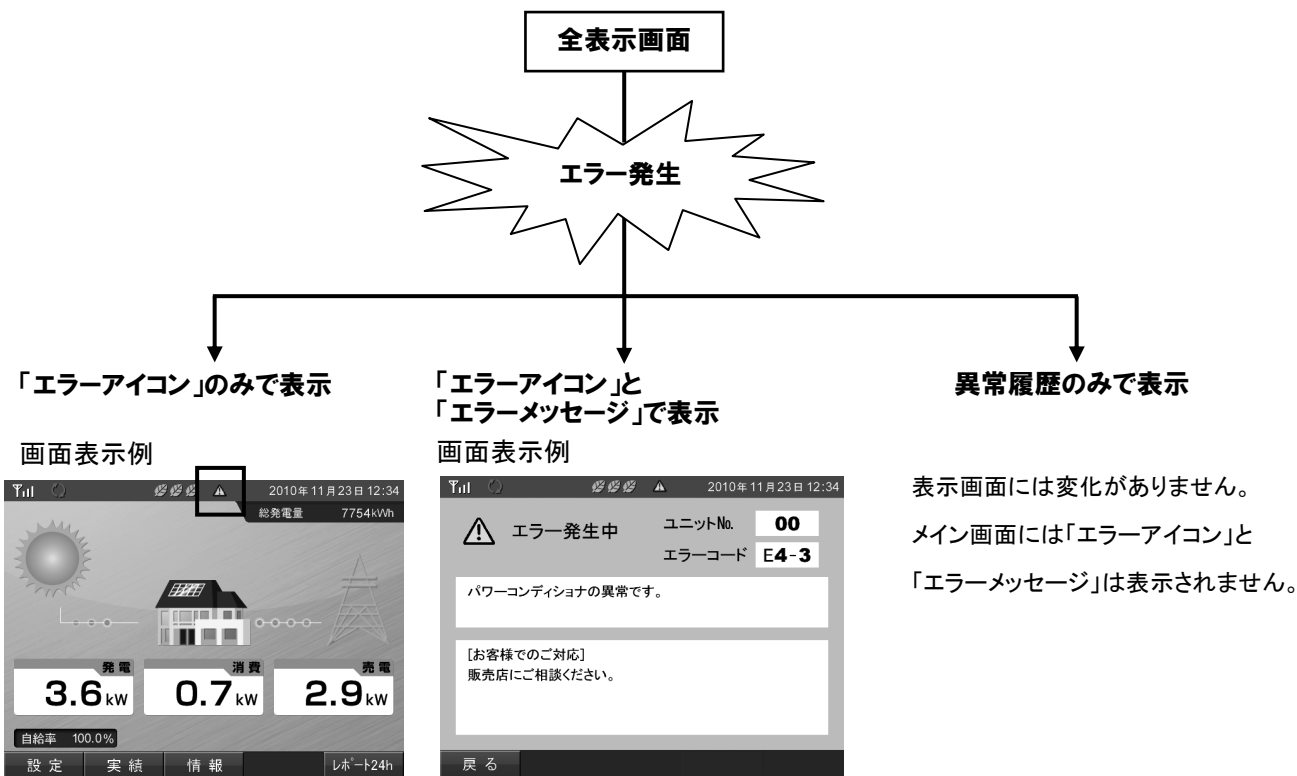 全表示画面
エラー発生
「エラーアイコン」のみで表示
画面表示例
2010年11月23日 12:34
総発電量 7754kWh
発電
3.6kW
消費
0.7kW
売電
2.9kW
自給率 100.0%
設定 実績 情報 レポート24h
「エラーアイコン」と
「エラーメッセージ」で表示
画面表示例
2010年11月23日 12:34
エラー発生中
ユニットNo. 00
エラーコード E4-3
パワーコンディショナの異常です。
[お客様でのご対応]
販売店にご相談ください。
戻る
異常履歴のみで表示
表示画面には変化がありません。
メイン画面には「エラーアイコン」と
「エラーメッセージ」は表示されません。